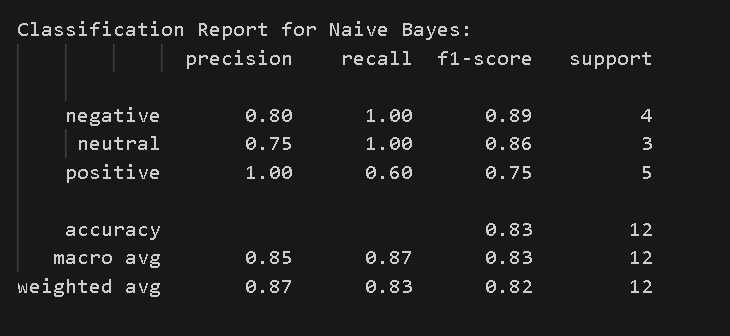 Classification Report for Naive Bayes:
precision recall f1-score support
negative 0.80 1.00 0.89 4
neutral 0.75 1.00 0.86 3
positive 1.00 0.60 0.75 5
accuracy 0.83 12
macro avg 0.85 0.87 0.83 12
weighted avg 0.87 0.83 0.82 12